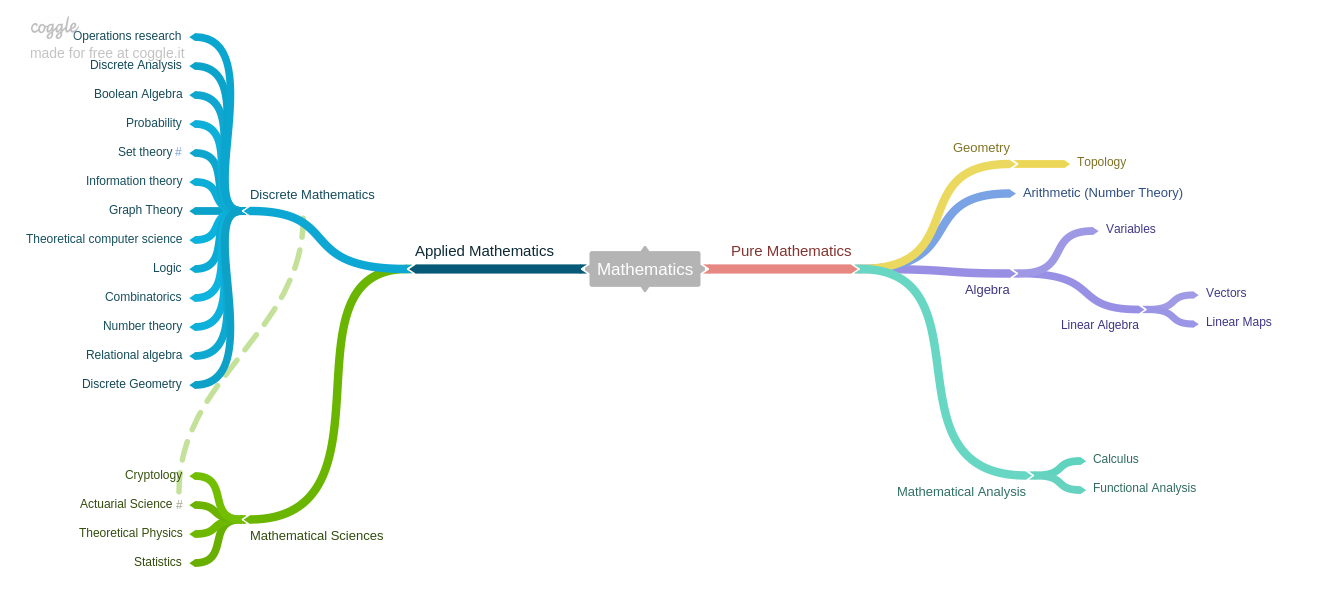 coggle
made for free at coggle.it
Operations research
Discrete Analysis
Boolean Algebra
Probability
Set theory #
Information theory
Graph Theory
Theoretical computer science
Logic
Combinatorics
Number theory
Relational algebra
Discrete Geometry
Discrete Mathematics
Cryptology
Actuarial Science #
Theoretical Physics
Statistics
Mathematical Sciences
Applied Mathematics
Mathematics
Pure Mathematics
Geometry
Topology
Arithmetic (Number Theory)
Algebra
Variables
Linear Algebra
Vectors
Linear Maps
Mathematical Analysis
Calculus
Functional Analysis